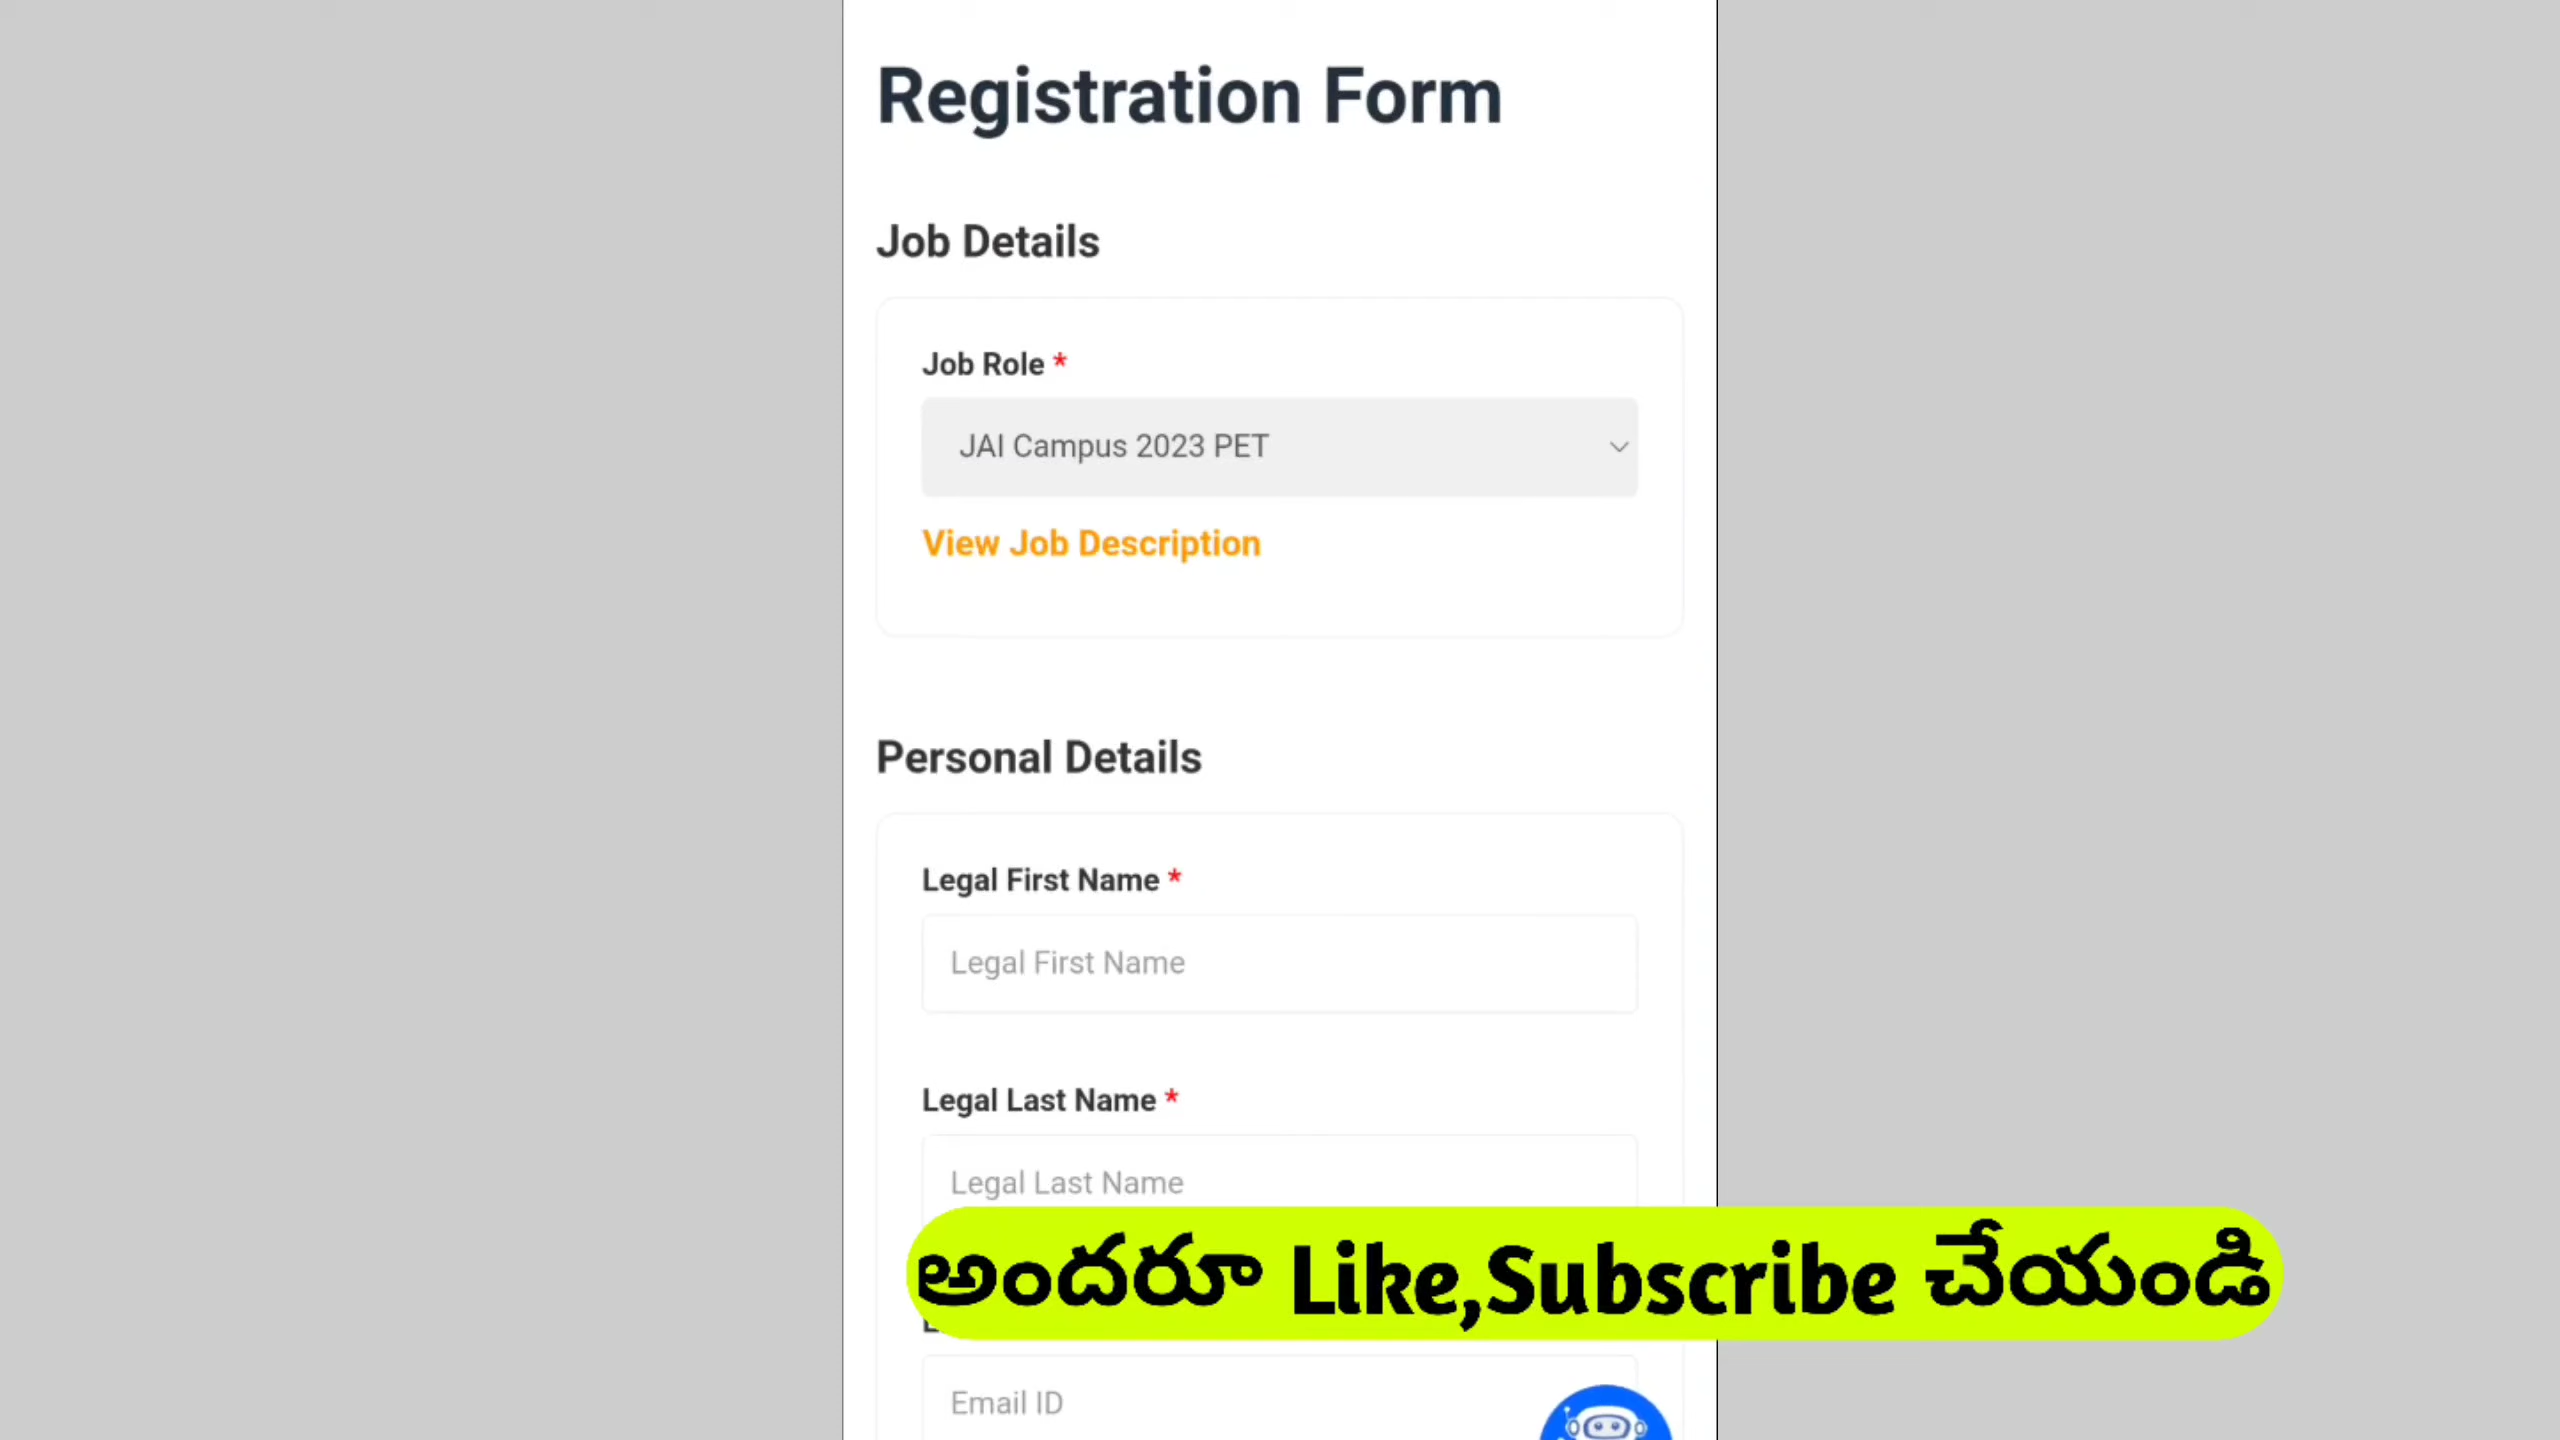 Registration Form
Job Details
Job Role *
JAI Campus 2023 PET
View Job Description
Personal Details
Legal First Name *
Legal First Name
Legal Last Name *
Legal Last Name
అందరూ Like,Subscribe చేయండి
Email ID